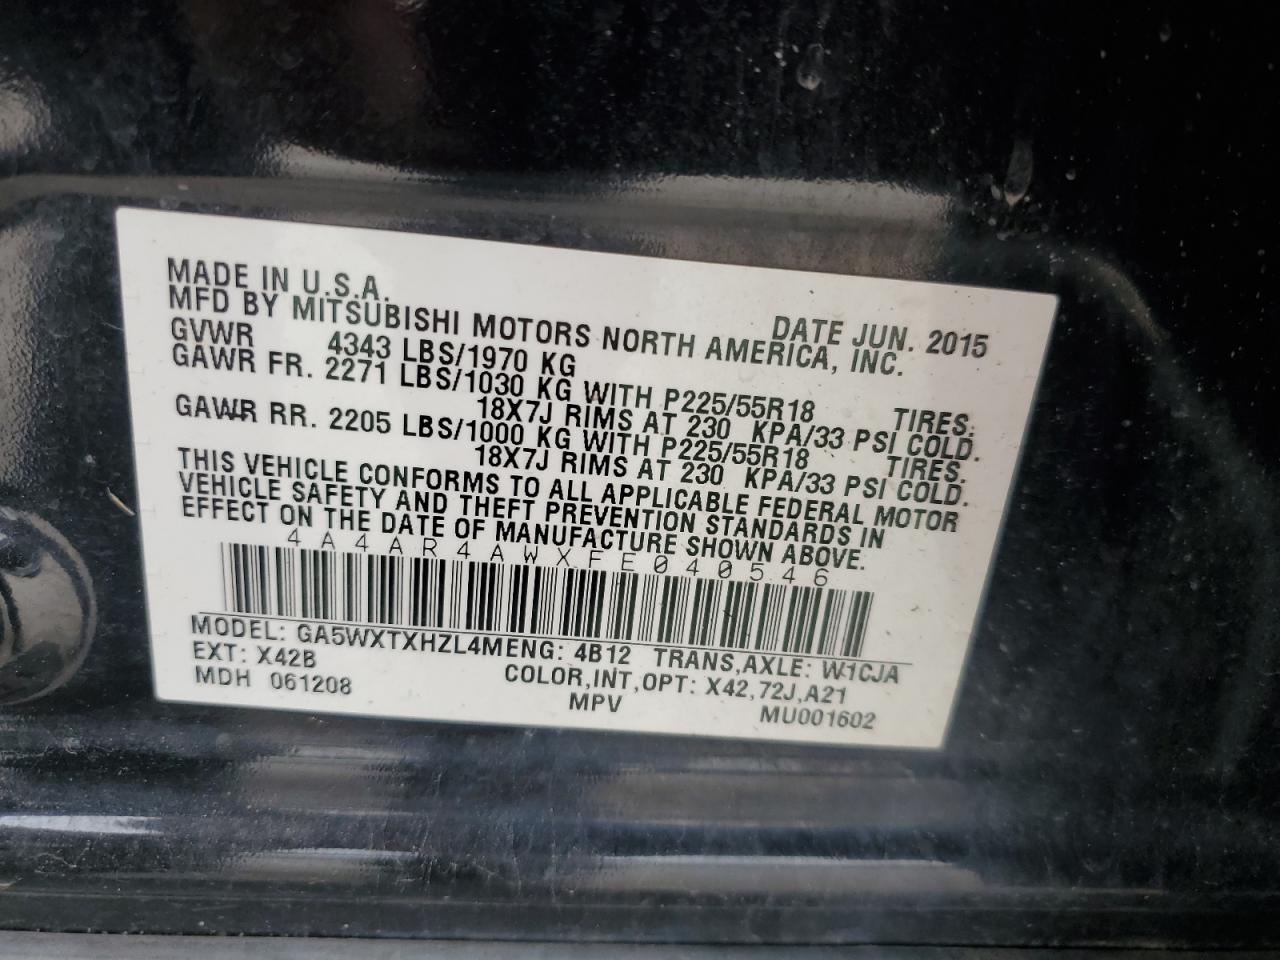 MADE IN U.S.A. DATE JUN. 2015
MFD BY MITSUBISHI MOTORS NORTH AMERICA, INC.
GVWR 4343 LBS/1970 KG
GAWR FR. 2271 LBS/1030 KG WITH P225/55R18 TIRES.
18X7J RIMS AT 230 KPA/33 PSI COLD.
GAWR RR. 2205 LBS/1000 KG WITH P225/55R18 TIRES.
18X7J RIMS AT 230 KPA/33 PSI COLD.
THIS VEHICLE CONFORMS TO ALL APPLICABLE FEDERAL MOTOR
VEHICLE SAFETY AND THEFT PREVENTION STANDARDS IN
EFFECT ON THE DATE OF MANUFACTURE SHOWN ABOVE.
4A4AR4AWXFE040546
MODEL: GA5WXTXHZL4MENG: 4B12 TRANS,AXLE: W1CJA
EXT: X42B COLOR,INT,OPT: X42,72J,A21
MDH 061208 MPV MU001602